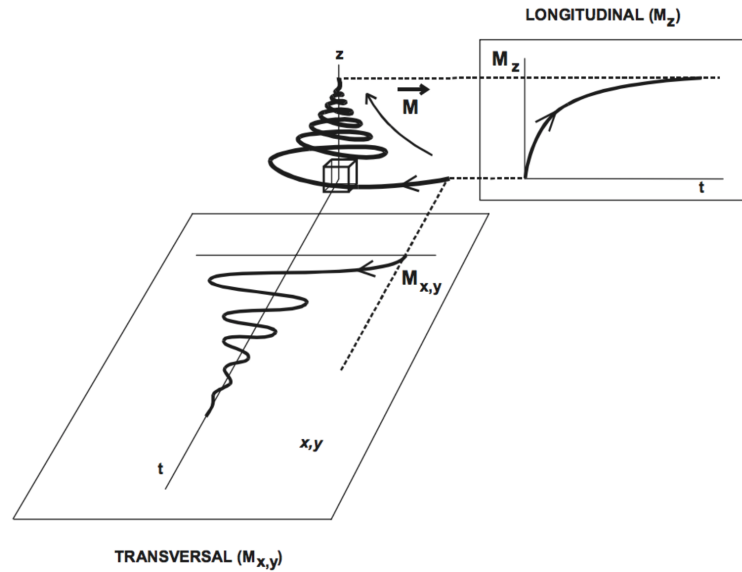 LONGITUDINAL (Mz)
z
Mz
M
t
Mx,y
x,y
t
TRANSVERSAL (Mx,y)